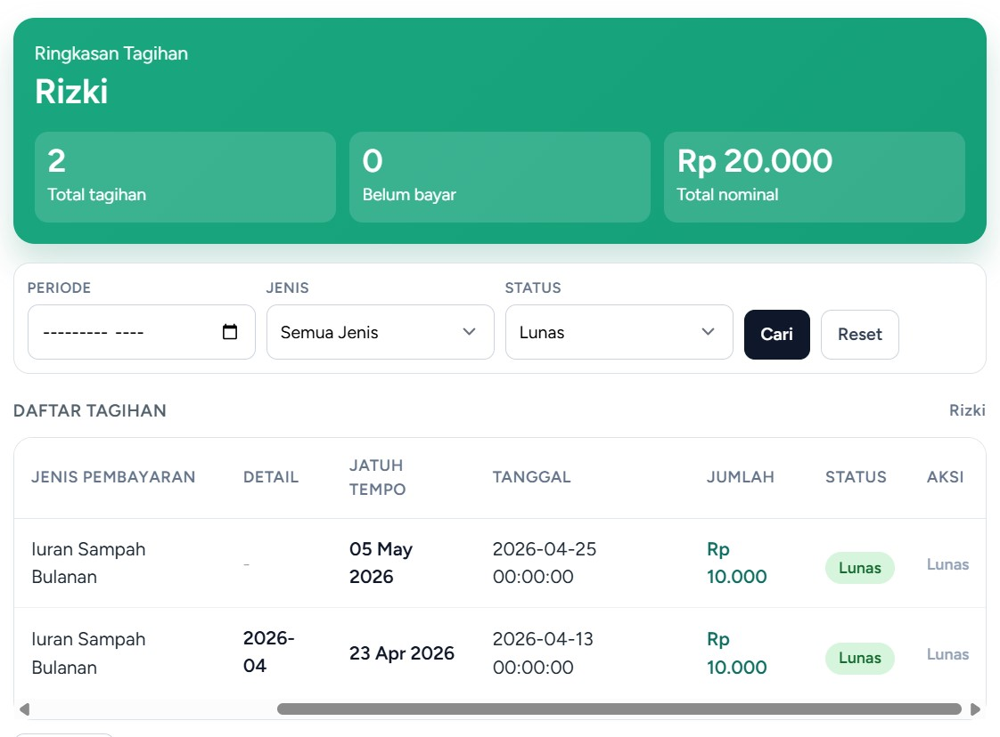 Ringkasan Tagihan
Rizki
2
Total tagihan
0
Belum bayar
Rp 20.000
Total nominal
PERIODE
--------- ----
JENIS
Semua Jenis
STATUS
Lunas
Cari
Reset
DAFTAR TAGIHAN
Rizki
JENIS PEMBAYARAN
DETAIL
JATUH
TEMPO
TANGGAL
JUMLAH
STATUS
AKSI
Iuran Sampah
Bulanan
-
05 May
2026
2026-04-25
00:00:00
Rp
10.000
Lunas
Lunas
Iuran Sampah
Bulanan
2026-
04
23 Apr 2026
2026-04-13
00:00:00
Rp
10.000
Lunas
Lunas